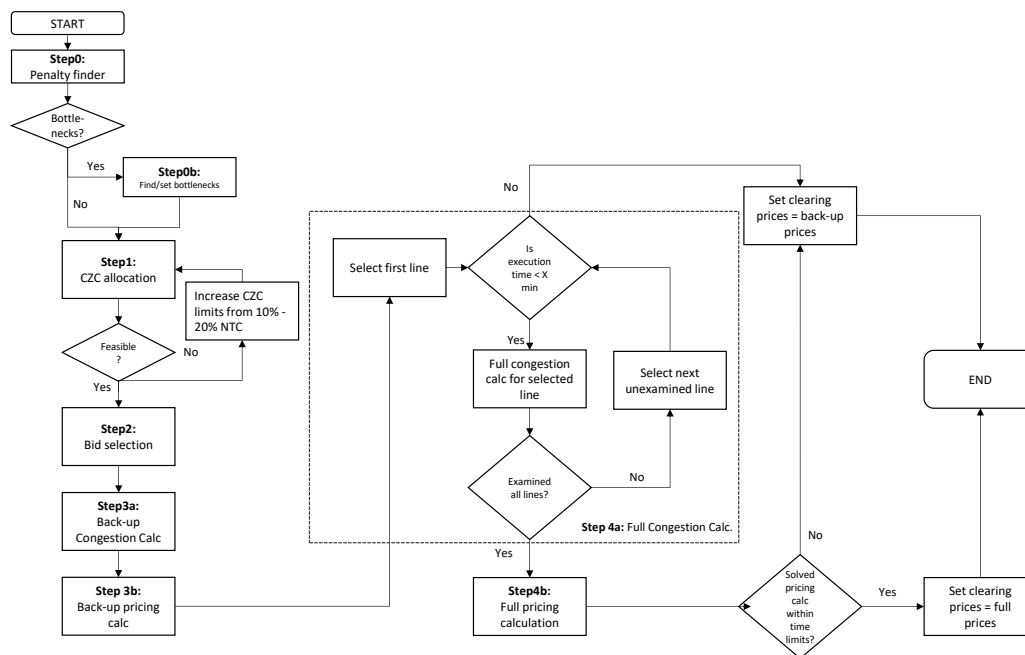 START
Step0:
Penalty finder
Bottle-
necks?
Yes
Step0b:
Find/set bottlenecks
No
Step1:
CZC allocation
Increase CZC
limits from 10% -
20% NTC
Feasible
?
No
Yes
Step2:
Bid selection
Step3a:
Back-up
Congestion Calc
Step 3b:
Back-up pricing
calc
Select first line
Is
execution
time < X
min
No
Yes
Full congestion
calc for selected
line
Select next
unexamined line
Examined
all lines?
No
Step 4a: Full Congestion Calc.
Yes
Step4b:
Full pricing
calculation
Set clearing
prices = back-up
prices
No
Solved
pricing
calc
within
time
limits?
Yes
Set clearing
prices = full
prices
END